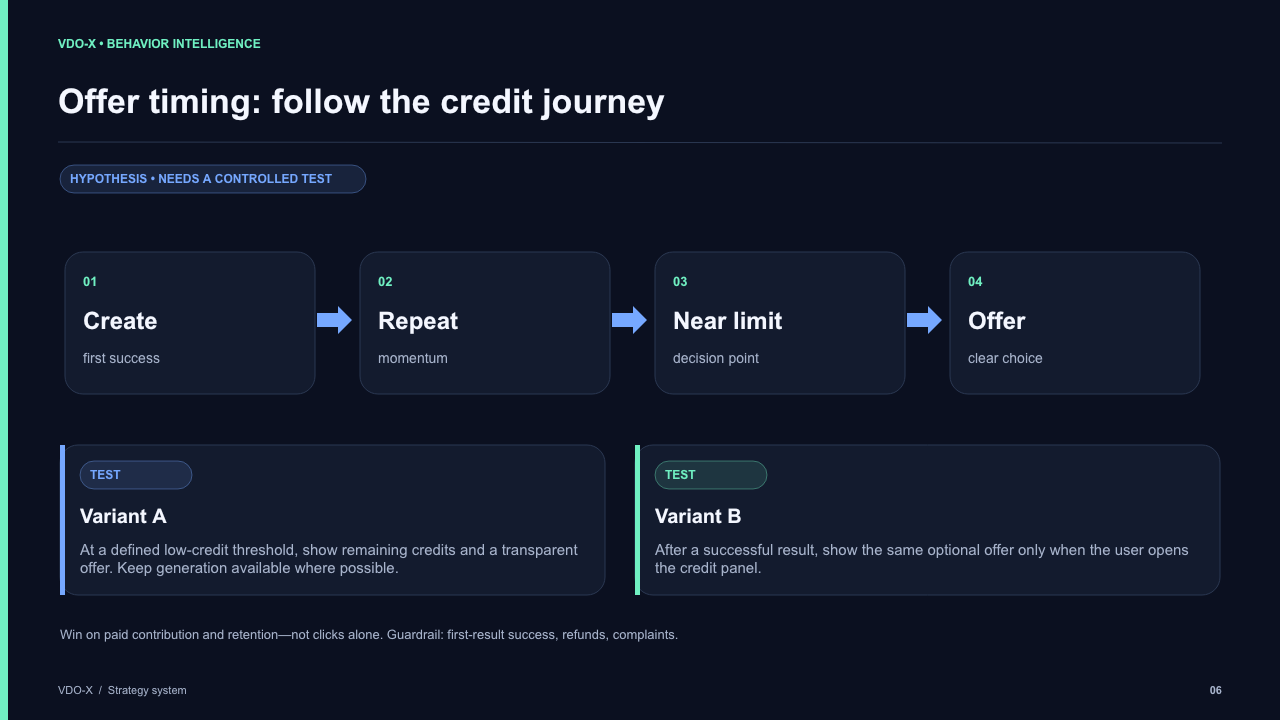 VDO-X • BEHAVIOR INTELLIGENCE
Offer timing: follow the credit journey
HYPOTHESIS • NEEDS A CONTROLLED TEST
01
Create
first success
02
Repeat
momentum
03
Near limit
decision point
04
Offer
clear choice
TEST
Variant A
At a defined low-credit threshold, show remaining credits and a transparent
offer. Keep generation available where possible.
TEST
Variant B
After a successful result, show the same optional offer only when the user opens
the credit panel.
Win on paid contribution and retention—not clicks alone. Guardrail: first-result success, refunds, complaints.
VDO-X / Strategy system
06